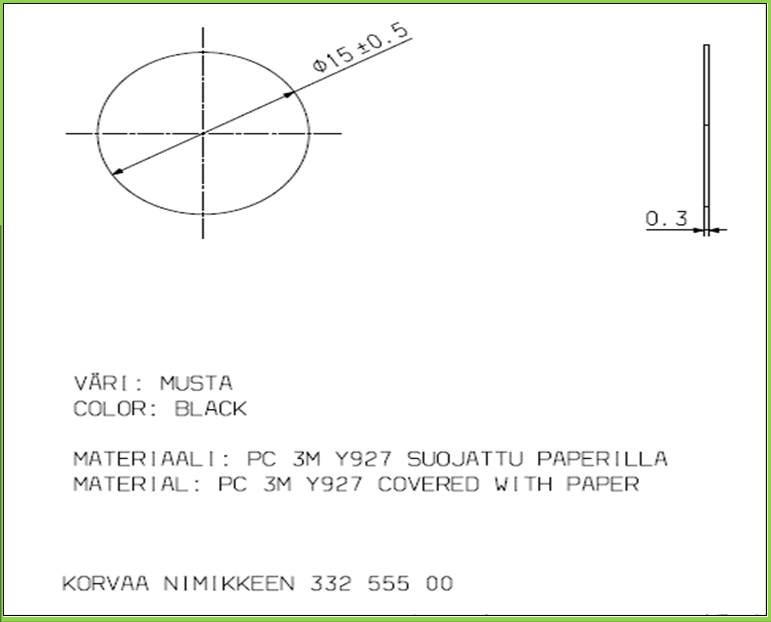 Φ15±0.5
0.3
VÄRI: MUSTA
COLOR: BLACK
MATERIAALI: PC 3M Y927 SUOJATTU PAPERILLA
MATERIAL: PC 3M Y927 COVERED WITH PAPER
KORVAA NIMIKKEEN 332 555 00